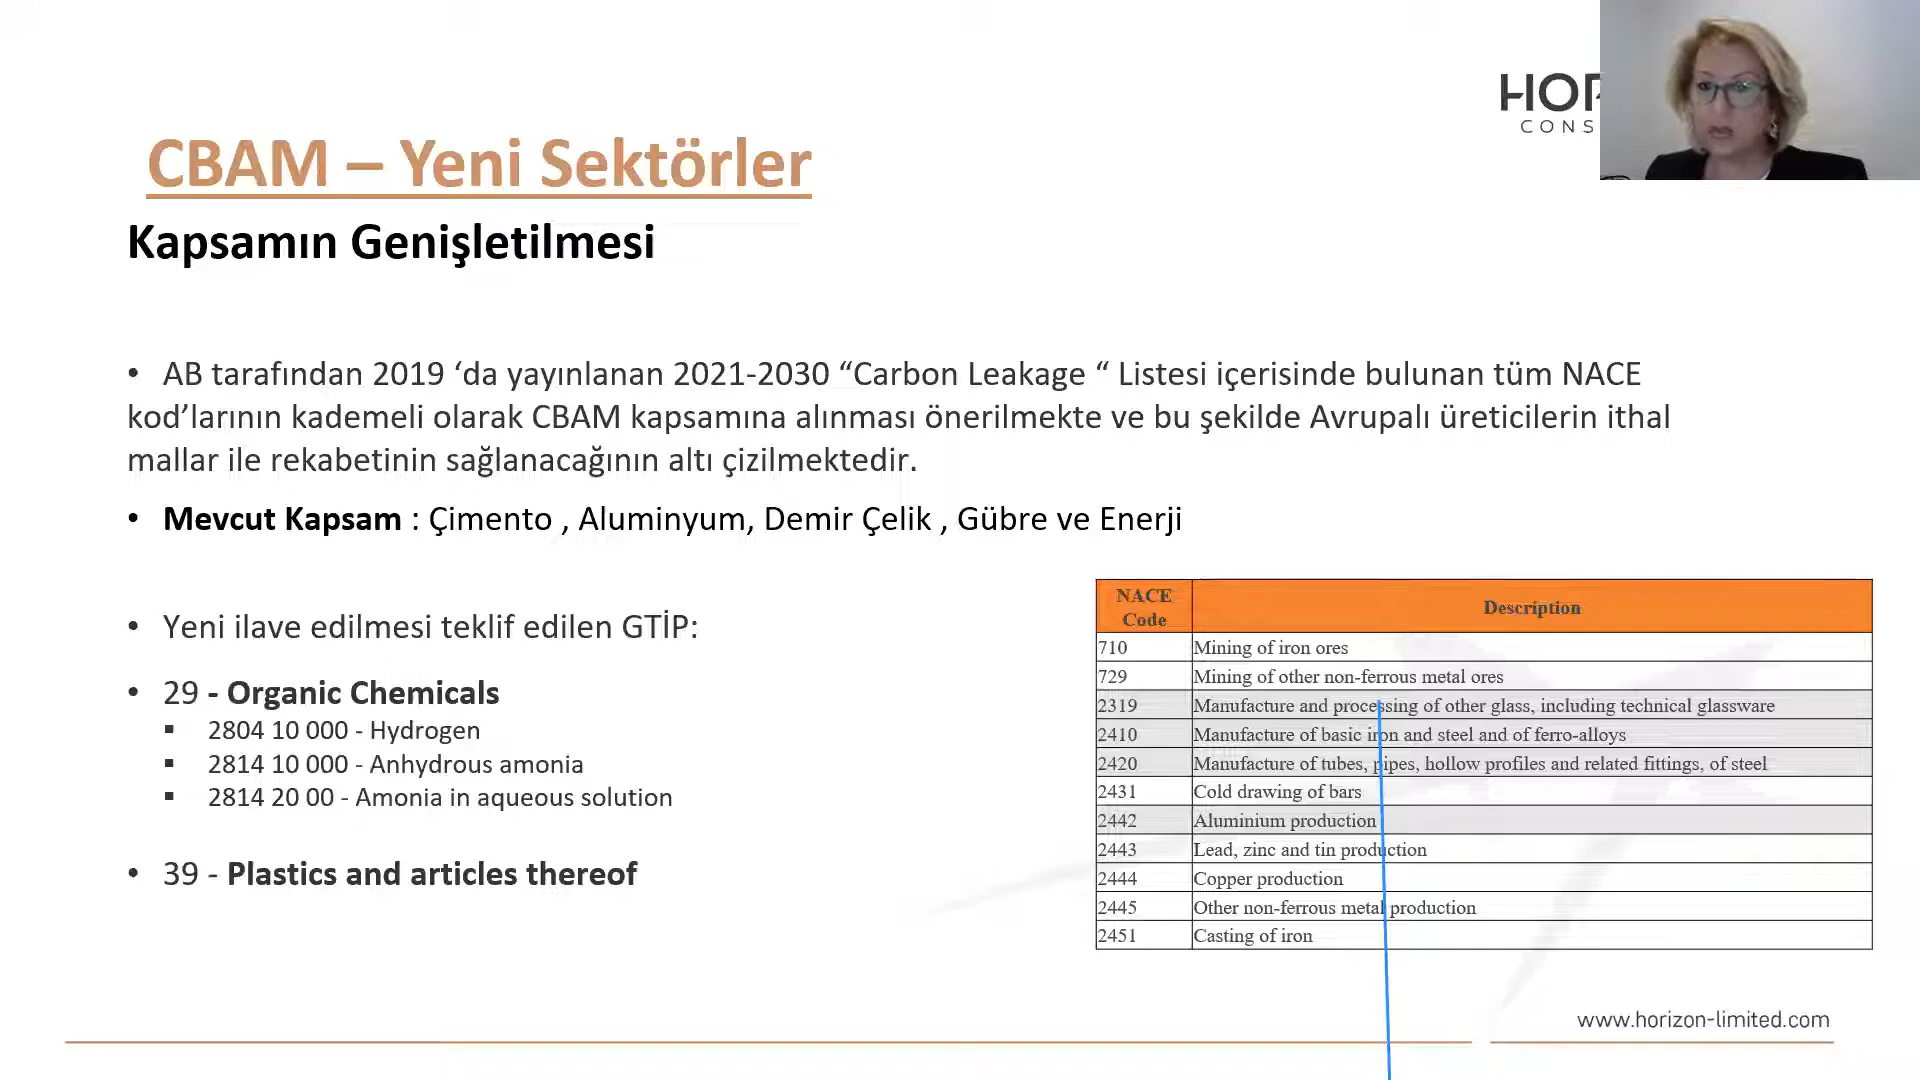 HOR
CONS
CBAM – Yeni Sektörler
Kapsamın Genişletilmesi
• AB tarafından 2019 ‘da yayınlanan 2021-2030 “Carbon Leakage “ Listesi içerisinde bulunan tüm NACE
kod’larının kademeli olarak CBAM kapsamına alınması önerilmekte ve bu şekilde Avrupalı üreticilerin ithal
mallar ile rekabetinin sağlanacağının altı çizilmektedir.
• Mevcut Kapsam : Çimento , Aluminyum, Demir Çelik , Gübre ve Enerji
• Yeni ilave edilmesi teklif edilen GTİP:
• 29 - Organic Chemicals
▪ 2804 10 000 - Hydrogen
▪ 2814 10 000 - Anhydrous amonia
▪ 2814 20 00 - Amonia in aqueous solution
• 39 - Plastics and articles thereof
NACE Code Description
710 Mining of iron ores
729 Mining of other non-ferrous metal ores
2319 Manufacture and processing of other glass, including technical glassware
2410 Manufacture of basic iron and steel and of ferro-alloys
2420 Manufacture of tubes, pipes, hollow profiles and related fittings, of steel
2431 Cold drawing of bars
2442 Aluminium production
2443 Lead, zinc and tin production
2444 Copper production
2445 Other non-ferrous metal production
2451 Casting of iron
www.horizon-limited.com